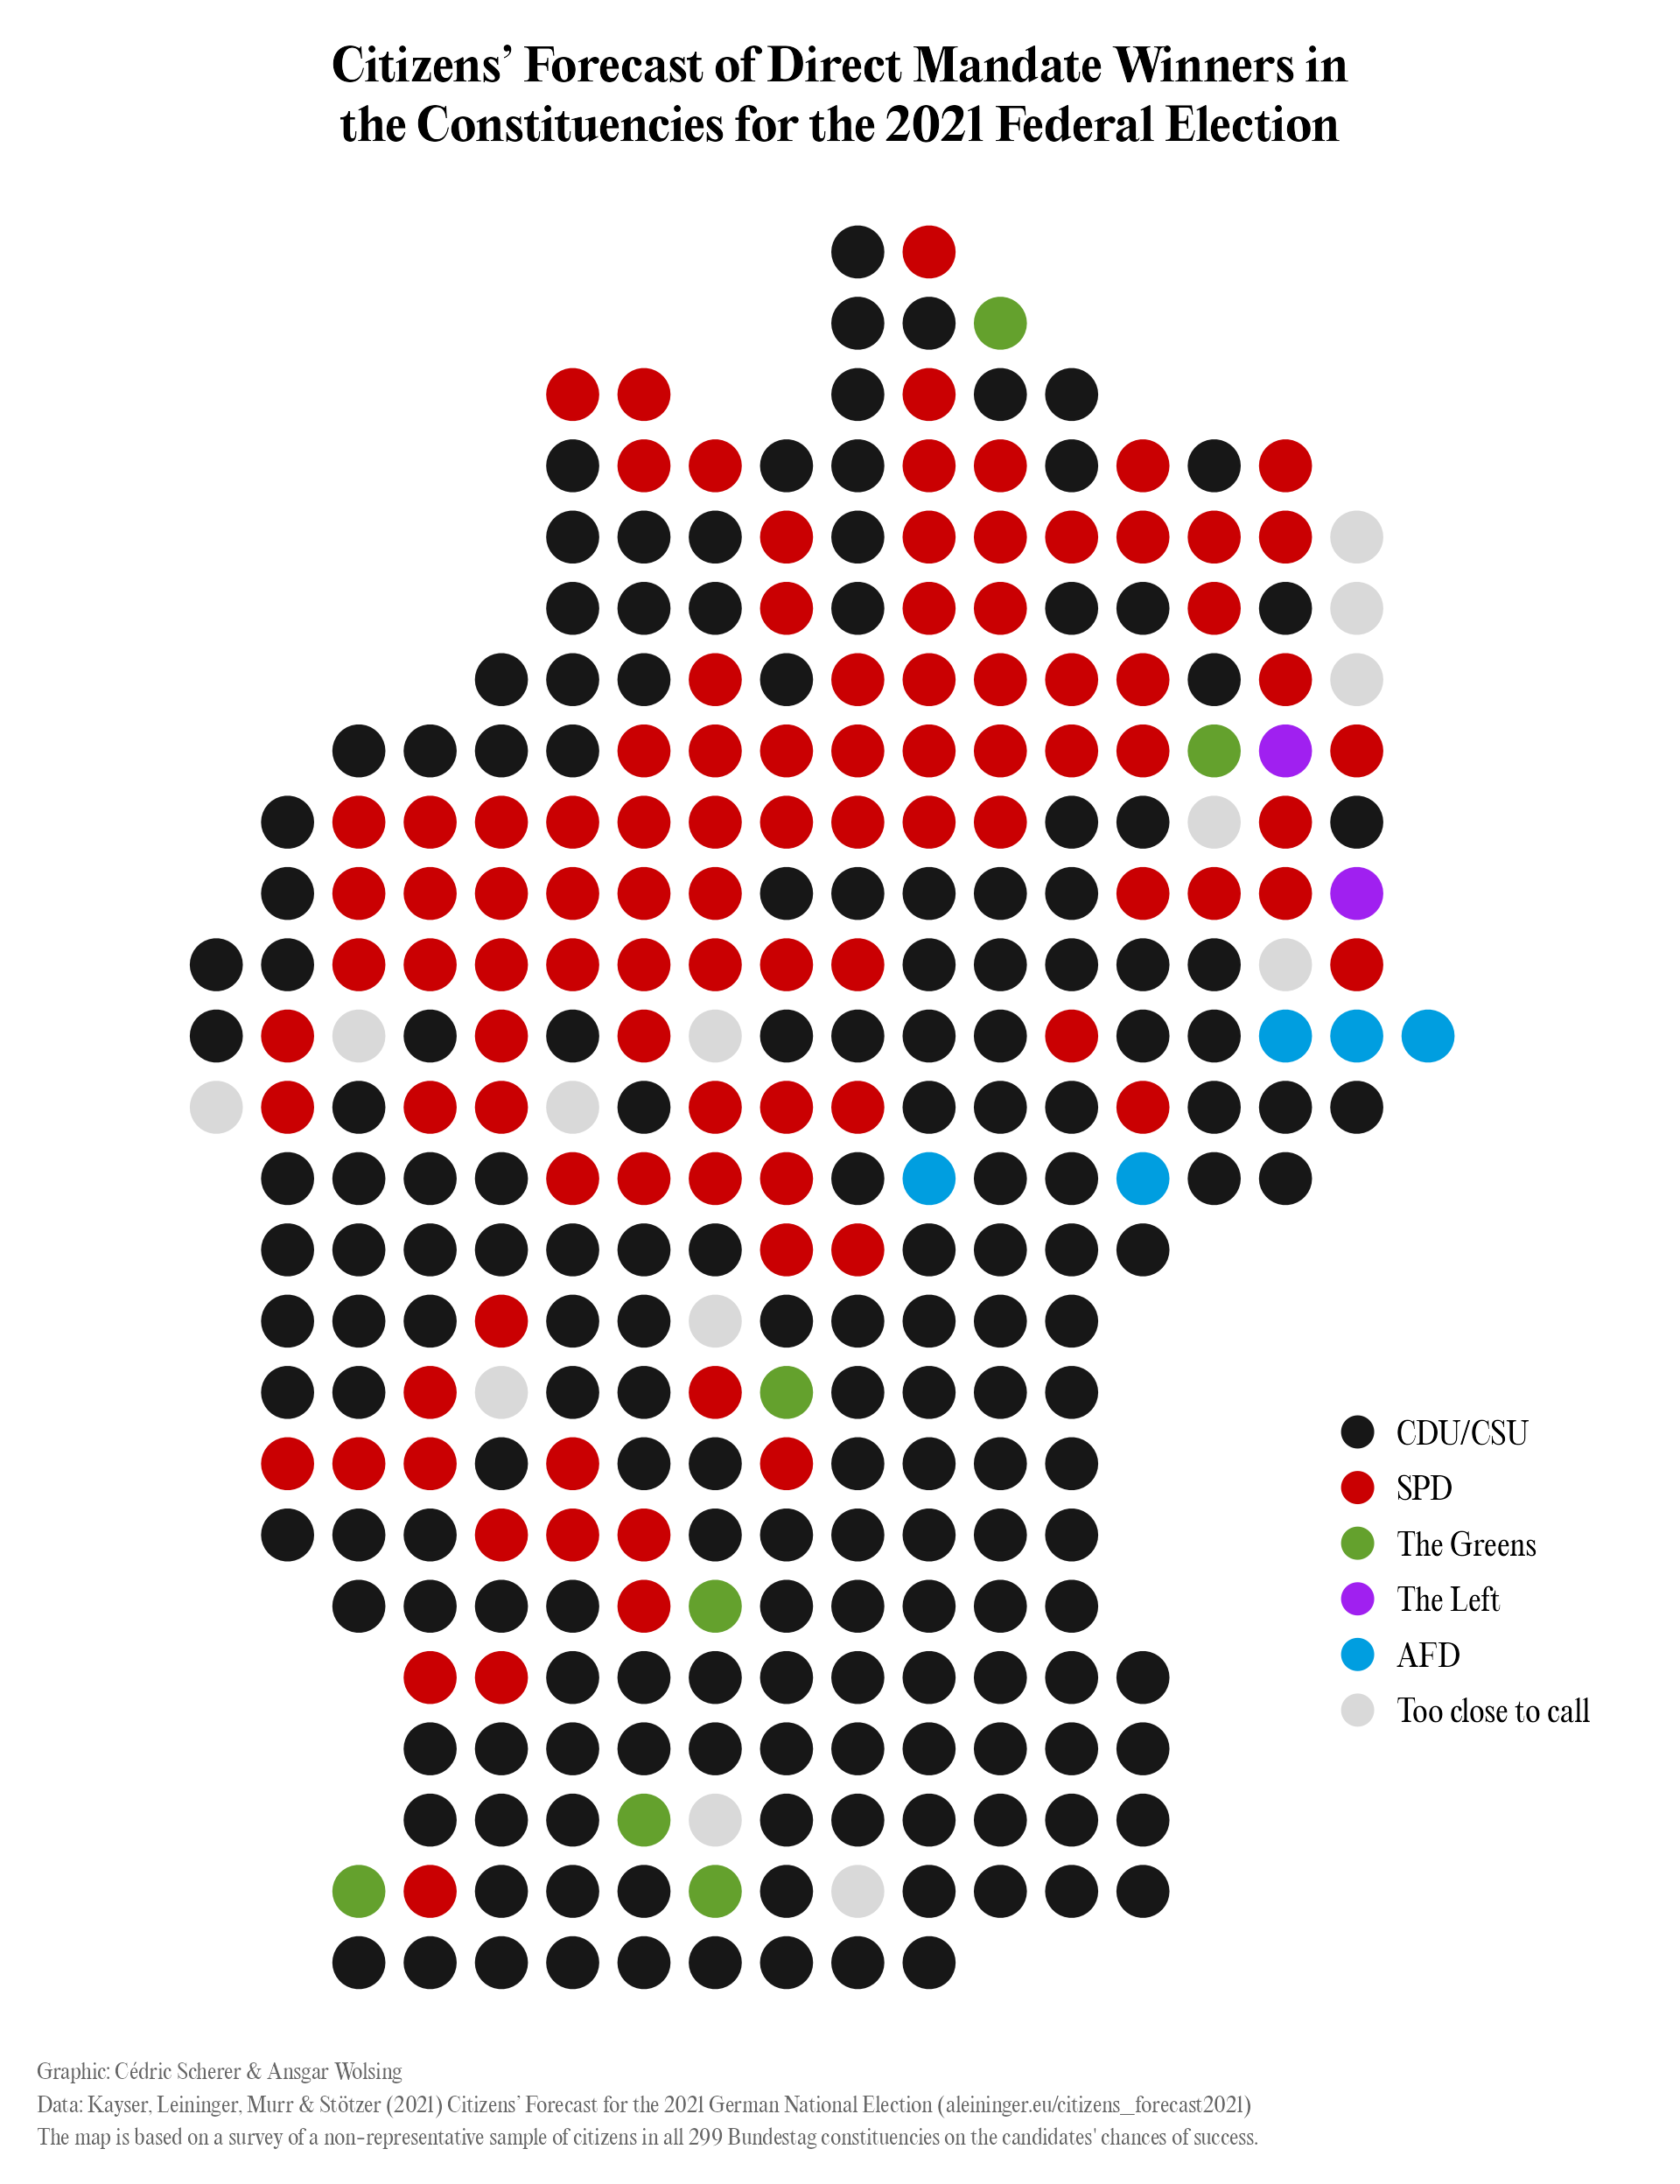 Citizens’ Forecast of Direct Mandate Winners in
the Constituencies for the 2021 Federal Election
CDU/CSU
SPD
The Greens
The Left
AFD
Too close to call
Graphic: Cédric Scherer & Ansgar Wolsing
Data: Kayser, Leininger, Murr & Stötzer (2021) Citizens’ Forecast for the 2021 German National Election (aleininger.eu/citizens_forecast2021)
The map is based on a survey of a non-representative sample of citizens in all 299 Bundestag constituencies on the candidates' chances of success.